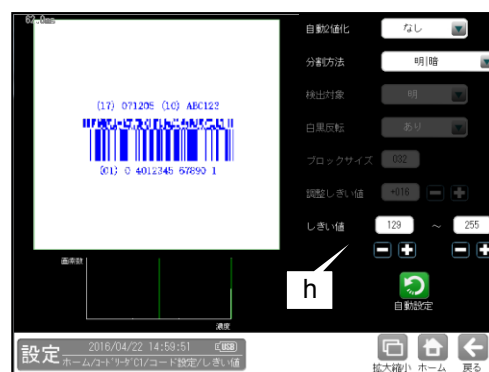 62.0ms
自動2値化 なし
分割方法 明|暗
検出対象 明
白黒反転 あり
ブロックサイズ 032
調整しきい値 +016
しきい値 129 ～ 255
(17) 071205 (10) ABC123
(01) 0 4012345 67890 1
画素数
濃度
h
自動設定
設定
2016/04/22 14:59:51 USB
ホーム/コードリーダC1/コード設定/しきい値
拡大縮小 ホーム 戻る